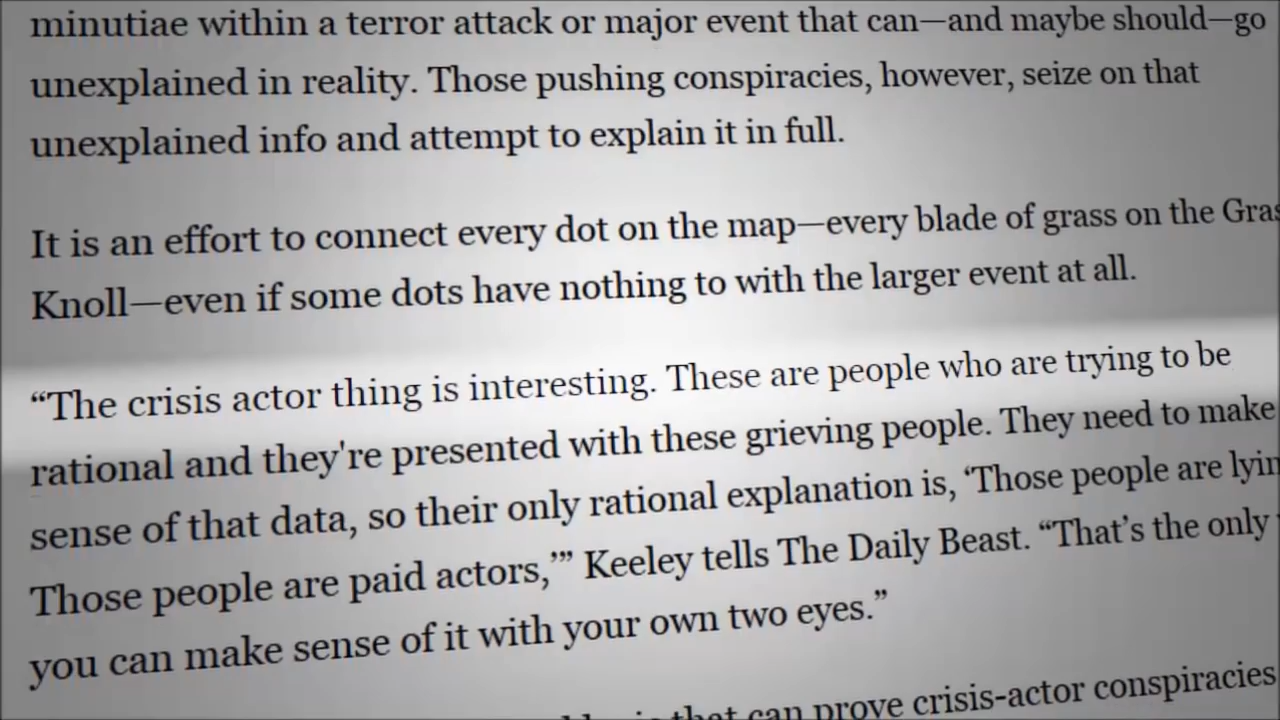 minutiae within a terror attack or major event that can—and maybe should—go
unexplained in reality. Those pushing conspiracies, however, seize on that
unexplained info and attempt to explain it in full.
It is an effort to connect every dot on the map—every blade of grass on the
Knoll—even if some dots have nothing to with the larger event at all.
“The crisis actor thing is interesting. These are people who are trying to be
rational and they're presented with these grieving people. They need to make
sense of that data, so their only rational explanation is, ‘Those people are
Those people are paid actors,’” Keeley tells The Daily Beast. “That’s the only
you can make sense of it with your own two eyes.”
that can prove crisis-actor conspiracies